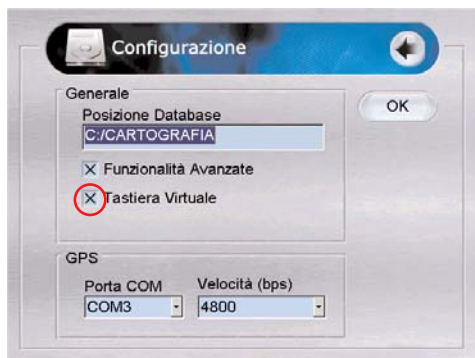 Configurazione
Generale
Posizione Database
C:/CARTOGRAFIA
OK
Funzionalità Avanzate
Tastiera Virtuale
GPS
Porta COM Velocità (bps)
COM3 4800